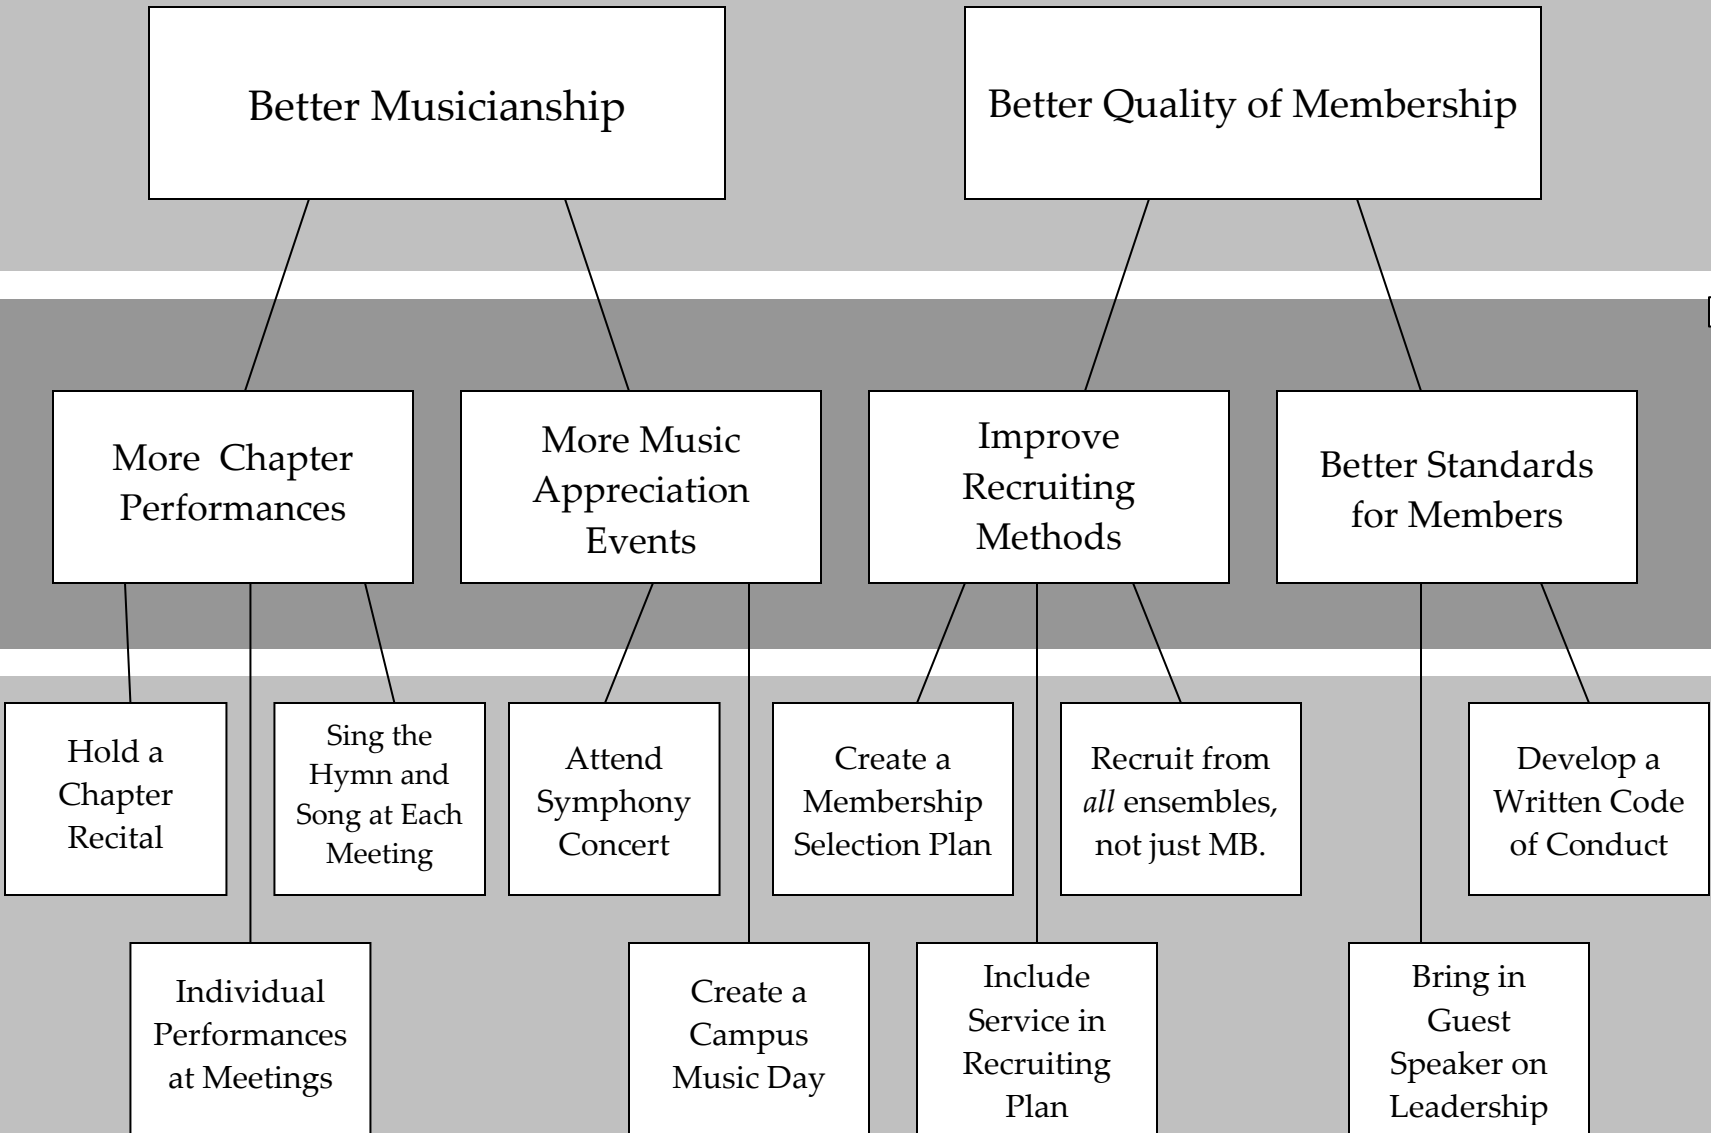 Better Musicianship
Better Quality of Membership
More  Chapter
Performances
More Music
Appreciation
Events
Improve
Recruiting
Methods
Better Standards
for Members
Hold a
Chapter
Recital
Sing the
Hymn and
Song at Each
Meeting
Attend
Symphony
Concert
Create a
Membership
Selection Plan
Recruit from
all ensembles,
not just MB.
Develop a
Written Code
of Conduct
Individual
Performances
at Meetings
Create a
Campus
Music Day
Include
Service in
Recruiting
Plan
Bring in
Guest
Speaker on
Leadership